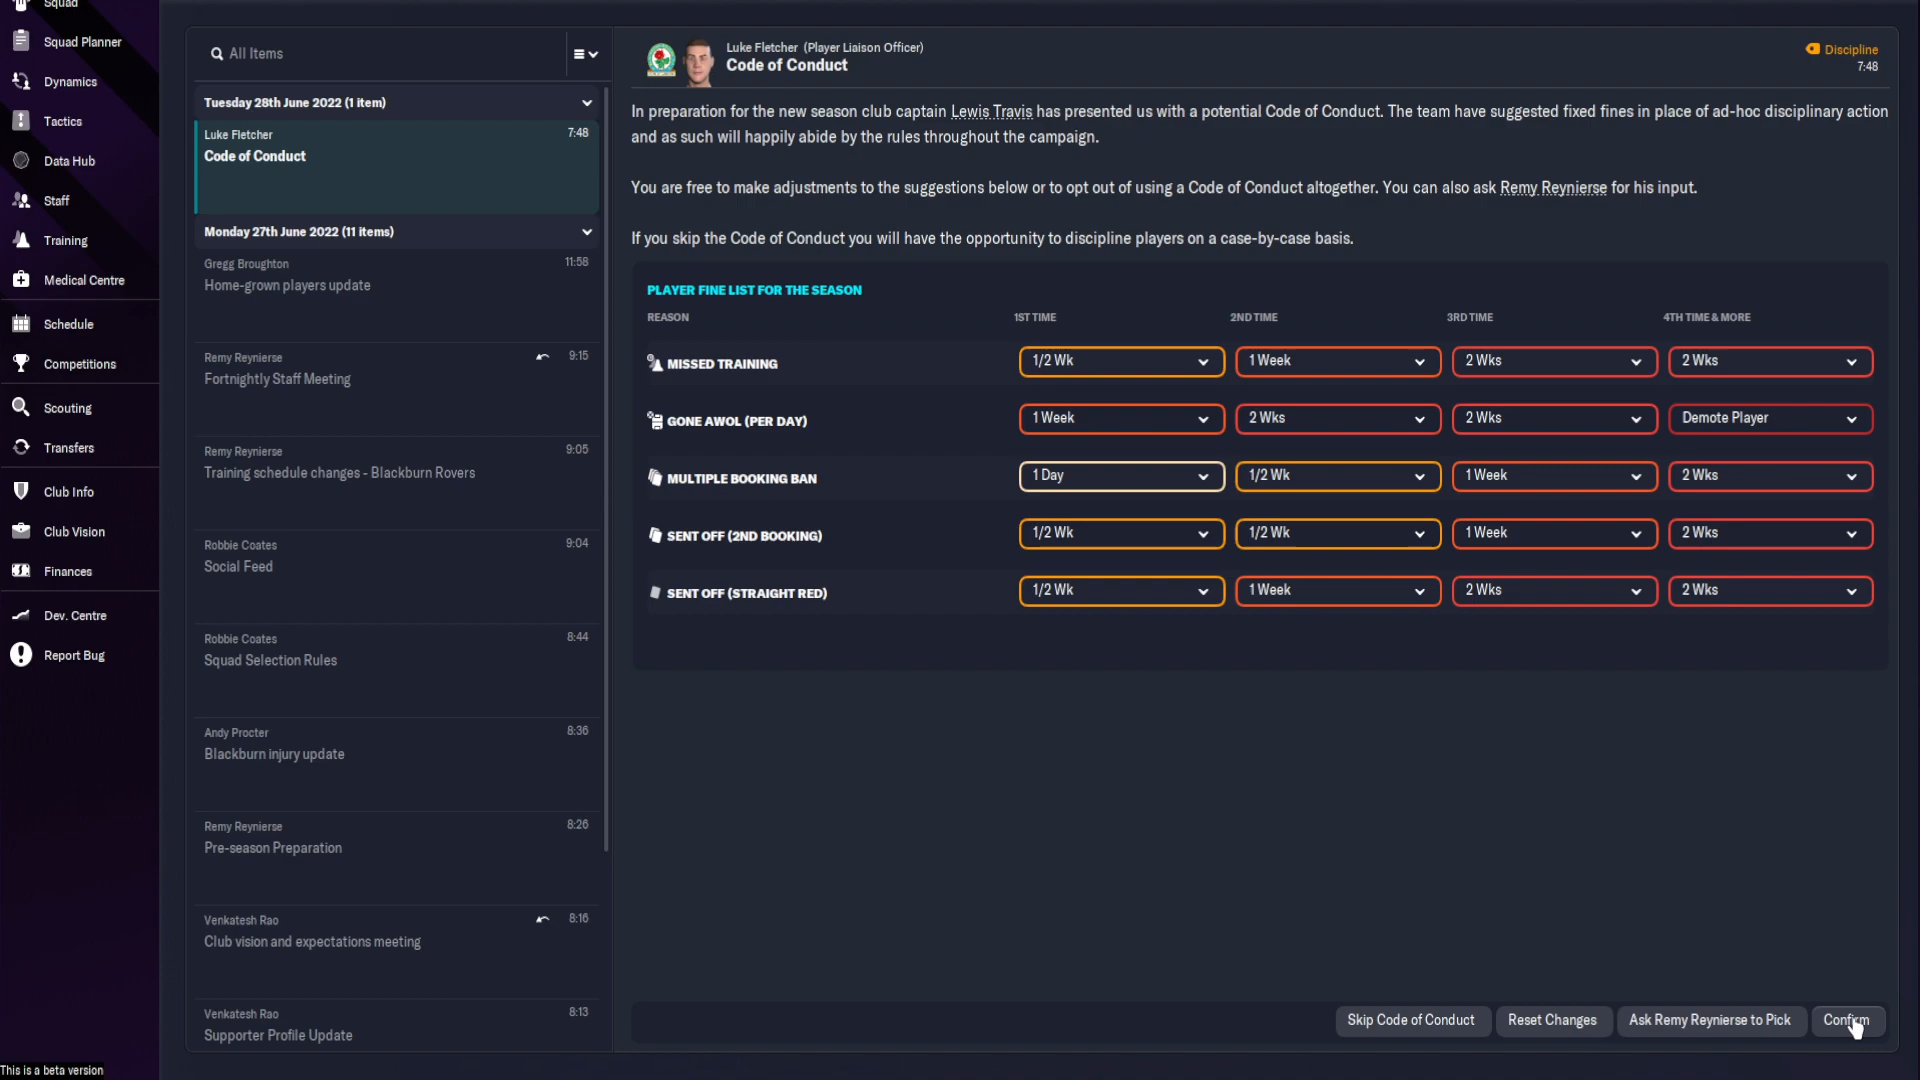 Squad
Squad Planner
Dynamics
Tactics
Data Hub
Staff
Training
Medical Centre
Schedule
Competitions
Scouting
Transfers
Club Info
Club Vision
Finances
Dev. Centre
Report Bug
This is a beta version
All Items
Tuesday 28th June 2022 (1 item)
Luke Fletcher 7:48
Code of Conduct
Monday 27th June 2022 (11 items)
Gregg Broughton 11:58
Home-grown players update
Remy Reynierse 9:15
Fortnightly Staff Meeting
Remy Reynierse 9:05
Training schedule changes - Blackburn Rovers
Robbie Coates 9:04
Social Feed
Robbie Coates 8:44
Squad Selection Rules
Andy Procter 8:36
Blackburn injury update
Remy Reynierse 8:26
Pre-season Preparation
Venkatesh Rao 8:16
Club vision and expectations meeting
Venkatesh Rao 8:13
Supporter Profile Update
Luke Fletcher (Player Liaison Officer)
Code of Conduct
Discipline
7:48
In preparation for the new season club captain Lewis Travis has presented us with a potential Code of Conduct. The team have suggested fixed fines in place of ad-hoc disciplinary action
and as such will happily abide by the rules throughout the campaign.
You are free to make adjustments to the suggestions below or to opt out of using a Code of Conduct altogether. You can also ask Remy Reynierse for his input.
If you skip the Code of Conduct you will have the opportunity to discipline players on a case-by-case basis.
PLAYER FINE LIST FOR THE SEASON
REASON 1ST TIME 2ND TIME 3RD TIME 4TH TIME & MORE
MISSED TRAINING 1/2 Wk 1 Week 2 Wks 2 Wks
GONE AWOL (PER DAY) 1 Week 2 Wks 2 Wks Demote Player
MULTIPLE BOOKING BAN 1 Day 1/2 Wk 1 Week 2 Wks
SENT OFF (2ND BOOKING) 1/2 Wk 1/2 Wk 1 Week 2 Wks
SENT OFF (STRAIGHT RED) 1/2 Wk 1 Week 2 Wks 2 Wks
Skip Code of Conduct Reset Changes Ask Remy Reynierse to Pick Confirm